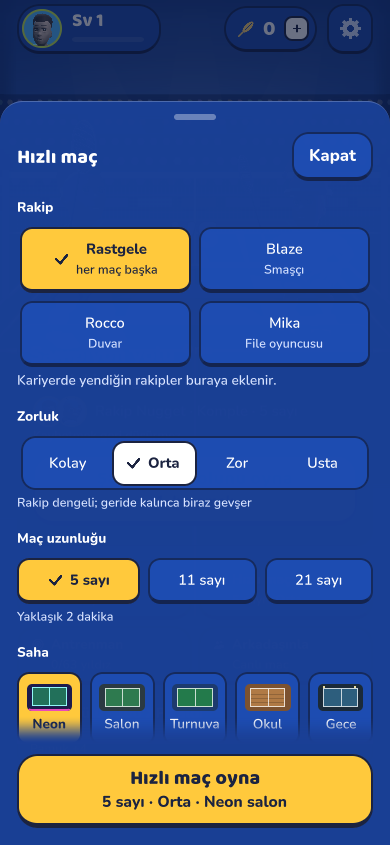 Sv 1
0
+
Hızlı maç
Kapat
Rakip
Rastgele
her maç başka
Blaze
Smaşçı
Rocco
Duvar
Mika
File oyuncusu
Kariyerde yendiğin rakipler buraya eklenir.
Zorluk
Kolay
Orta
Zor
Usta
Rakip dengeli; geride kalınca biraz gevşer
Maç uzunluğu
5 sayı
11 sayı
21 sayı
Yaklaşık 2 dakika
Saha
Neon
Salon
Turnuva
Okul
Gece
Hızlı maç oyna
5 sayı · Orta · Neon salon